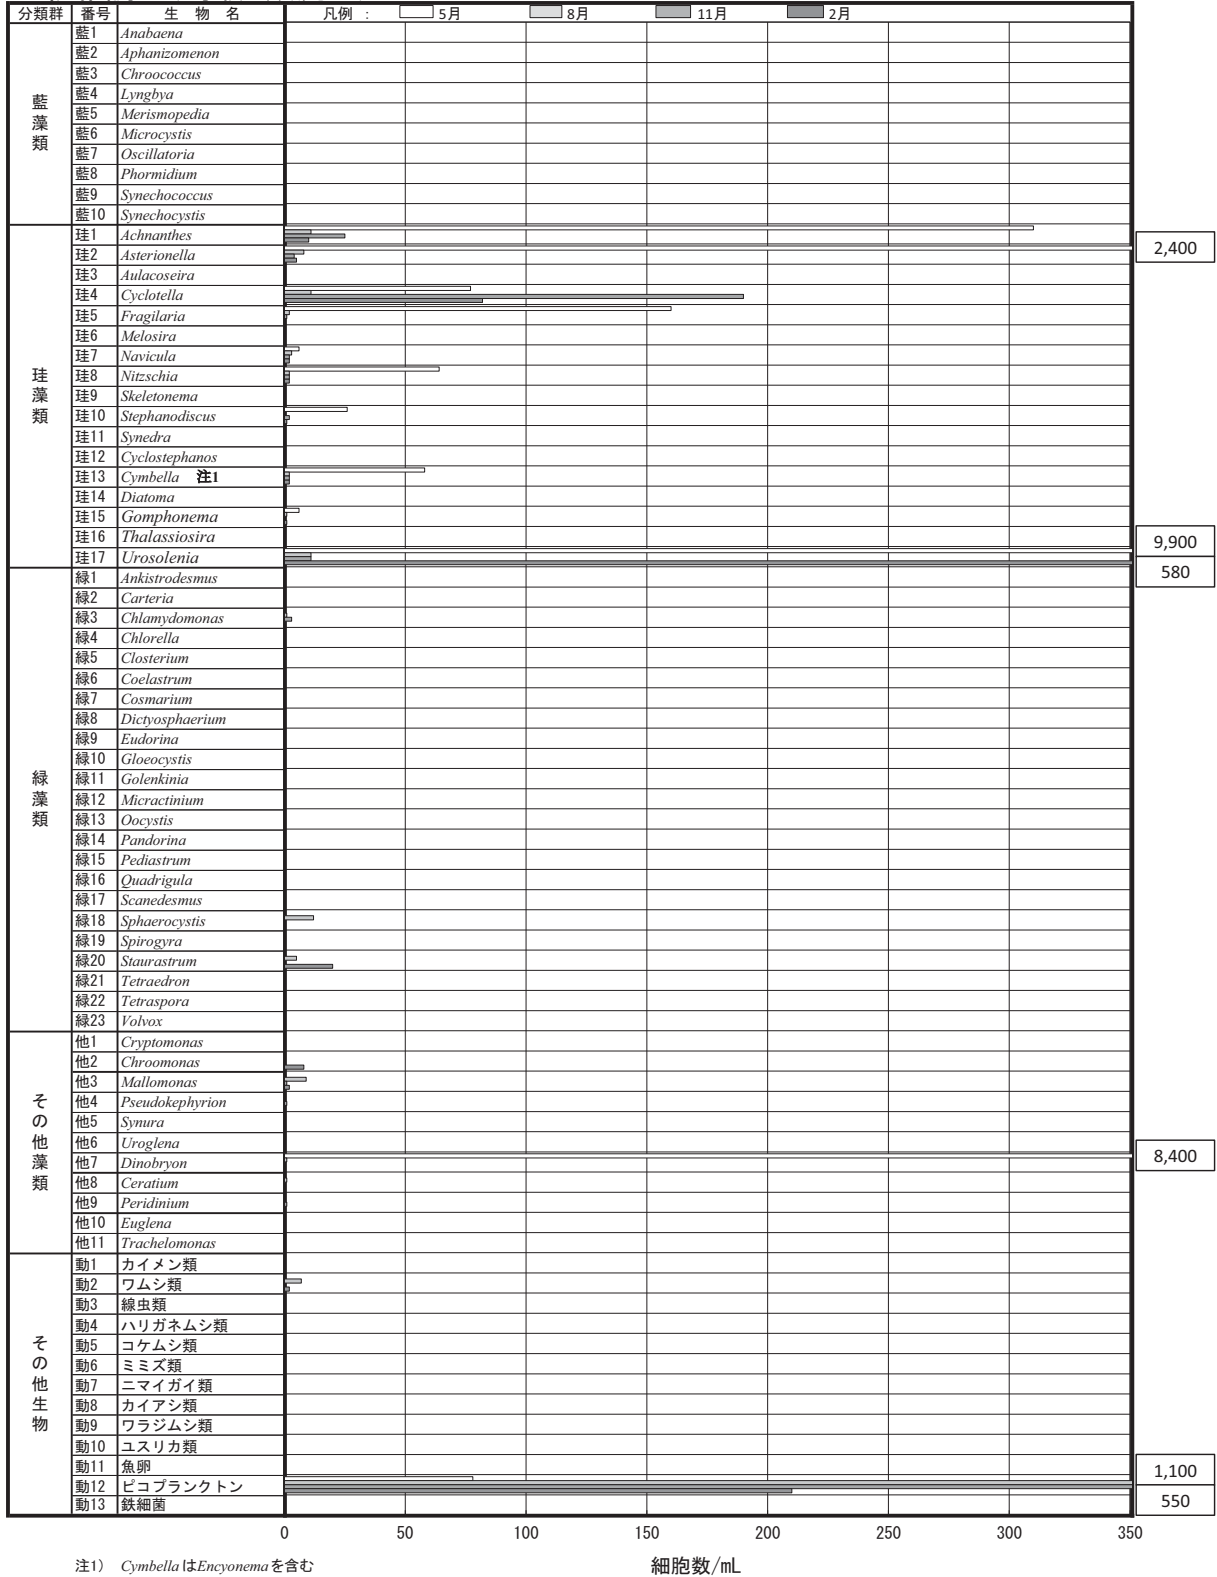 分類群 番号 生 物 名 凡例 : 5月 8月 11月 2月
藍藻類
藍1 Anabaena
藍2 Aphanizomenon
藍3 Chroococcus
藍4 Lyngbya
藍5 Merismopedia
藍6 Microcystis
藍7 Oscillatoria
藍8 Phormidium
藍9 Synechococcus
藍10 Synechocystis
珪藻類
珪1 Achnanthes
珪2 Asterionella 2,400
珪3 Aulacoseira
珪4 Cyclotella
珪5 Fragilaria
珪6 Melosira
珪7 Navicula
珪8 Nitzschia
珪9 Skeletonema
珪10 Stephanodiscus
珪11 Synedra
珪12 Cyclostephanos
珪13 Cymbella 注1
珪14 Diatoma
珪15 Gomphonema
珪16 Thalassiosira 9,900
珪17 Urosolenia
緑藻類
緑1 Ankistrodesmus 580
緑2 Carteria
緑3 Chlamydomonas
緑4 Chlorella
緑5 Closterium
緑6 Coelastrum
緑7 Cosmarium
緑8 Dictyosphaerium
緑9 Eudorina
緑10 Gloeocystis
緑11 Golenkinia
緑12 Micractinium
緑13 Oocystis
緑14 Pandorina
緑15 Pediastrum
緑16 Quadrigula
緑17 Scanedesmus
緑18 Sphaerocystis
緑19 Spirogyra
緑20 Staurastrum
緑21 Tetraedron
緑22 Tetraspora
緑23 Volvox
その他藻類
他1 Cryptomonas
他2 Chroomonas
他3 Mallomonas
他4 Pseudokephyrion
他5 Synura
他6 Uroglena
他7 Dinobryon 8,400
他8 Ceratium
他9 Peridinium
他10 Euglena
他11 Trachelomonas
その他生物
動1 カイメン類
動2 ワムシ類
動3 線虫類
動4 ハリガネムシ類
動5 コケムシ類
動6 ミミズ類
動7 ニマイガイ類
動8 カイアシ類
動9 ワラジムシ類
動10 ユスリカ類
動11 魚卵 1,100
動12 ピコプランクトン
動13 鉄細菌 550
0 50 100 150 200 250 300 350
注1) CymbellaはEncyonemaを含む 細胞数/mL